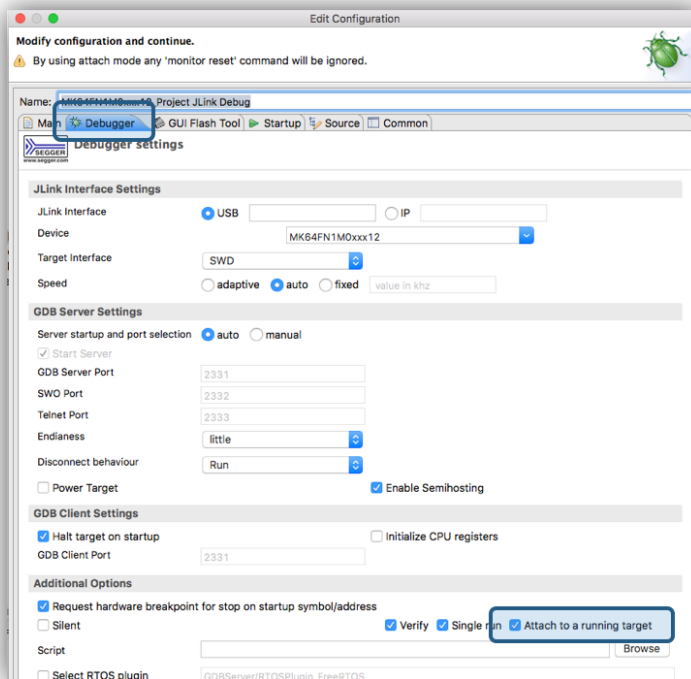 Edit Configuration
Modify configuration and continue.
By using attach mode any 'monitor reset' command will be ignored.
Name: MK64FN1M0xxx12 Project JLink Debug
Main Debugger GUI Flash Tool Startup Source Common
SEGGER
www.segger.com
Debugger settings
JLink Interface Settings
JLink Interface USB IP
Device MK64FN1M0xxx12
Target Interface SWD
Speed adaptive auto fixed value in khz
GDB Server Settings
Server startup and port selection auto manual
Start Server
GDB Server Port 2331
SWO Port 2332
Telnet Port 2333
Endianess little
Disconnect behaviour Run
Power Target Enable Semihosting
GDB Client Settings
Halt target on startup Initialize CPU registers
GDB Client Port 2331
Additional Options
Request hardware breakpoint for stop on startup symbol/address
Silent Verify Single run Attach to a running target
Script Browse
Select RTOS plugin GDBServer/RTOSPlugin_FreeRTOS